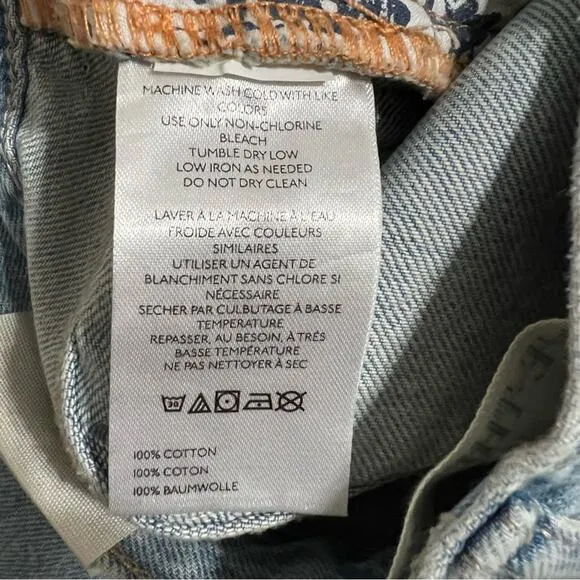 MACHINE WASH COLD WITH LIKE
COLORS
USE ONLY NON-CHLORINE
BLEACH
TUMBLE DRY LOW
LOW IRON AS NEEDED
DO NOT DRY CLEAN
LAVER À LA MACHINE À L'EAU
FROIDE AVEC COULEURS
SIMILAIRES
UTILISER UN AGENT DE
BLANCHIMENT SANS CHLORE SI
NÉCESSAIRE
SECHER PAR CULBUTAGE À BASSE
TEMPERATURE
REPASSER, AU BESOIN, À TRÉS
BASSE TEMPÉRATURE
NE PAS NETTOYER À SEC
30
100% COTTON
100% COTON
100% BAUMWOLLE